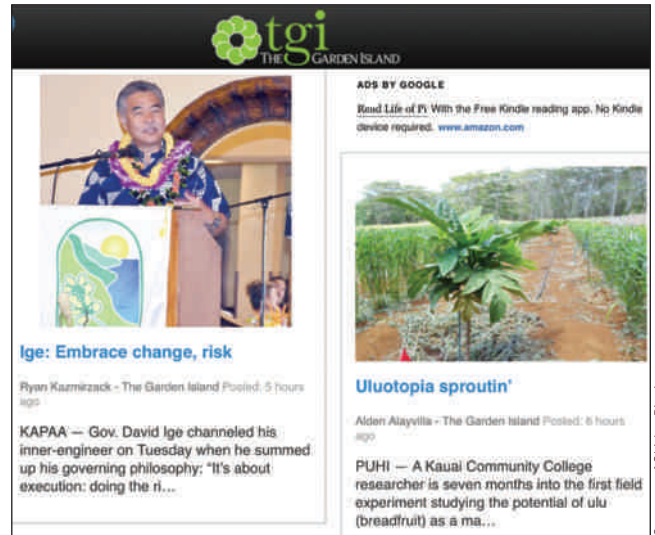 tgi
THE GARDEN ISLAND
Ige: Embrace change, risk
Ryan Kazmirzack - The Garden Island Posted: 5 hours
ago
KAPAA — Gov. David Ige channeled his
inner-engineer on Tuesday when he summed
up his governing philosophy: “It’s about
execution: doing the ri…
ADS BY GOOGLE
Read Life of Pi With the Free Kindle reading app. No Kindle
device required. www.amazon.com
Uluotopia sproutin'
Alden Alayvilla - The Garden Island Posted: 6 hours
ago
PUHI — A Kauai Community College
researcher is seven months into the first field
experiment studying the potential of ulu
(breadfruit) as a ma…